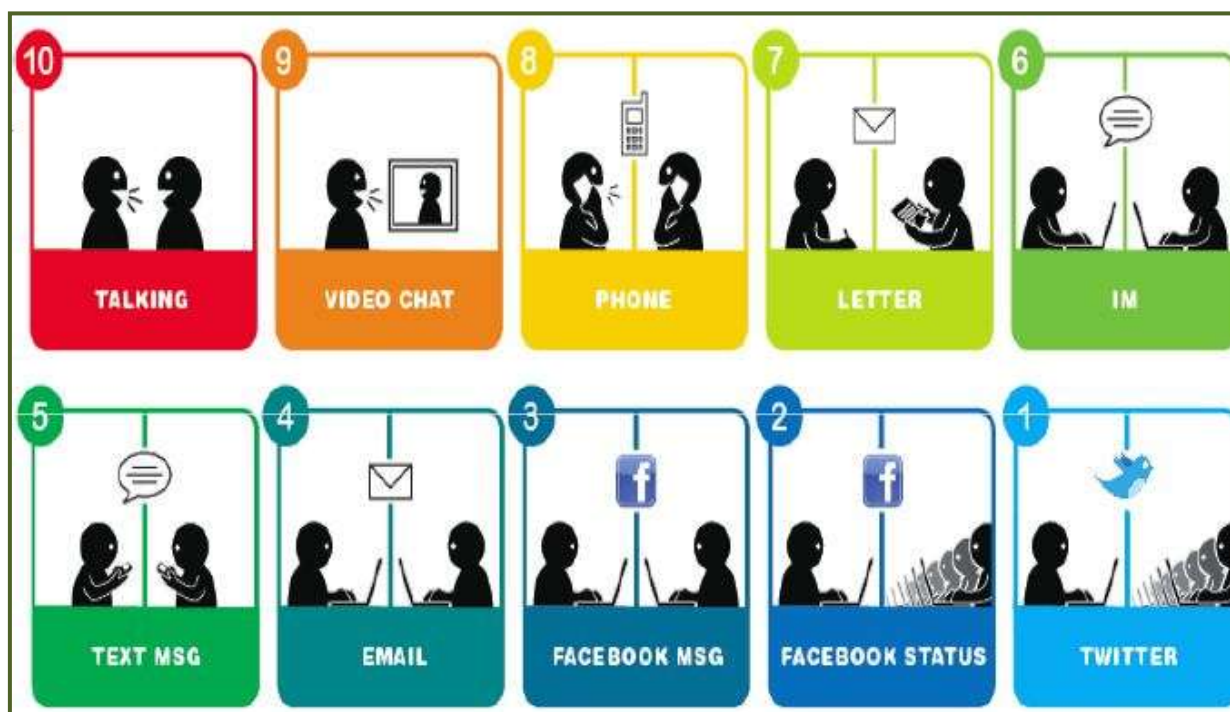 10 9 8 7 6
TALKING VIDEO CHAT PHONE LETTER IM
5 4 3 2 1
f f
TEXT MSG EMAIL FACEBOOK MSG FACEBOOK STATUS TWITTER